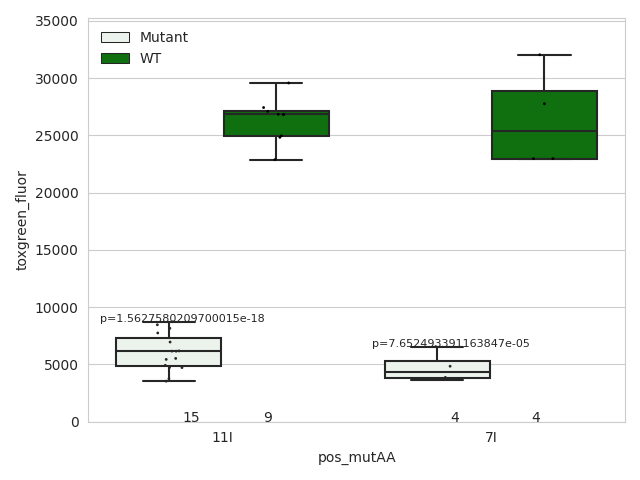 35000
Mutant
WT
30000
25000
20000
15000
10000
5000
0
toxgreen_fluor
p=1.5627580209700015e-18
p=7.652493391163847e-05
15 9 4 4
11I 7I
pos_mutAA